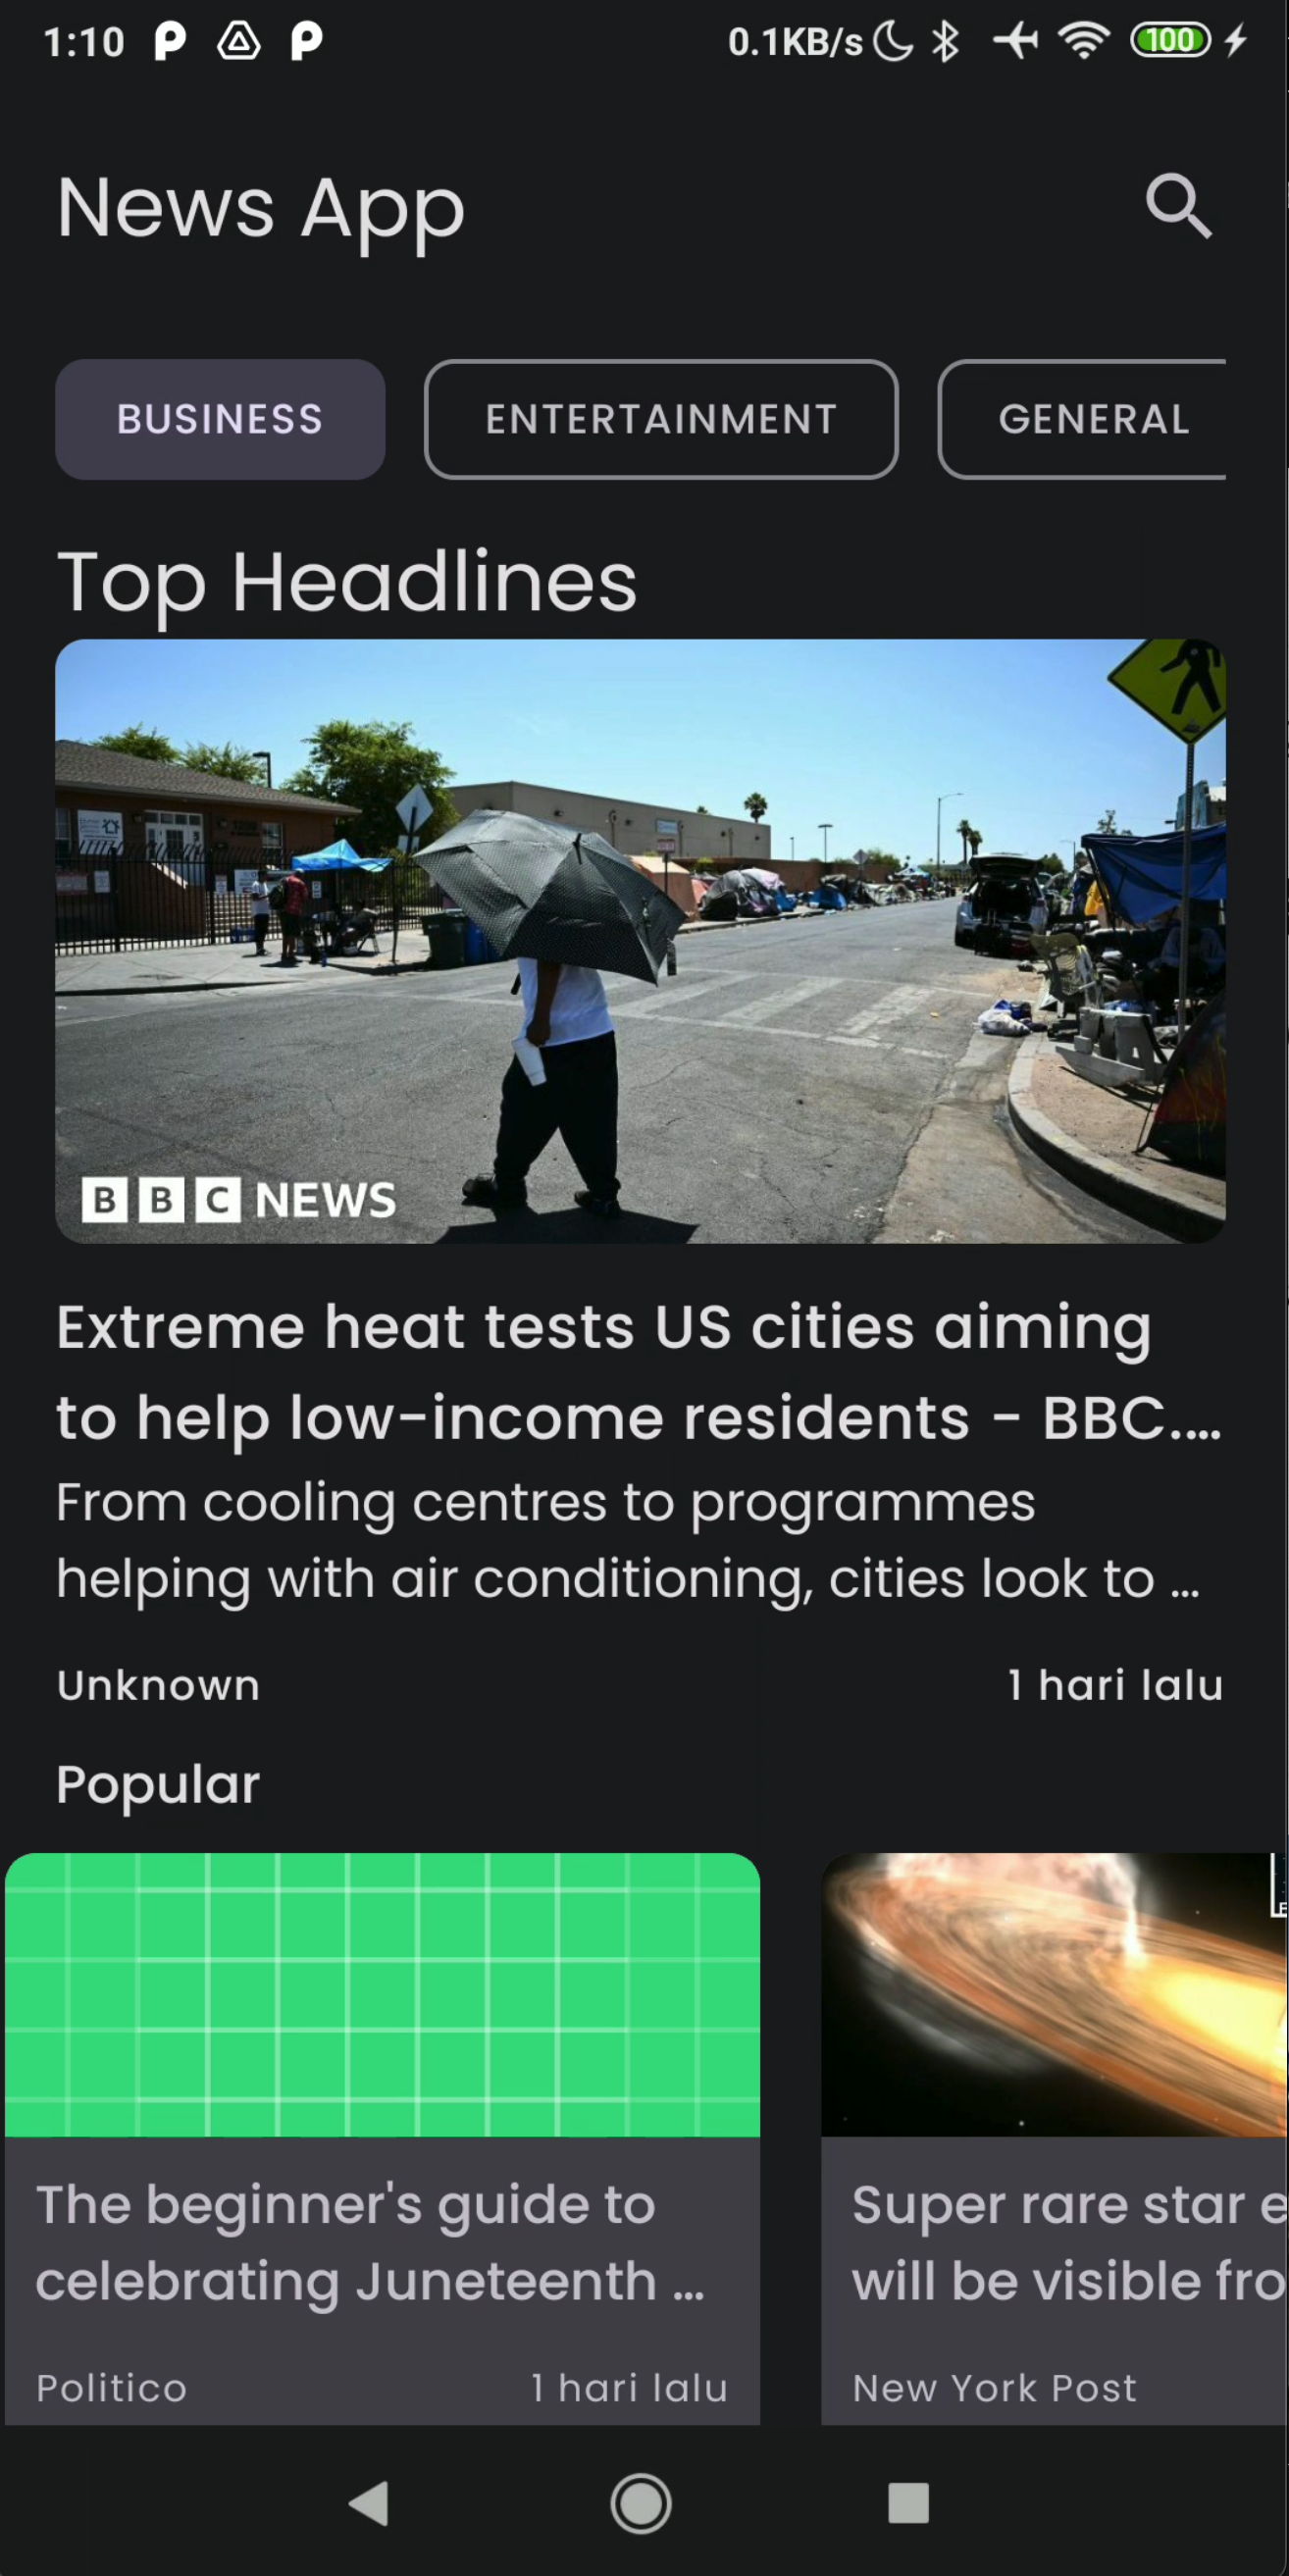 1:10
0.1KB/s
100
News App
BUSINESS ENTERTAINMENT GENERAL
Top Headlines
BBC NEWS
Extreme heat tests US cities aiming
to help low-income residents - BBC....
From cooling centres to programmes
helping with air conditioning, cities look to ...
Unknown
1 hari lalu
Popular
The beginner's guide to
celebrating Juneteenth ...
Politico
1 hari lalu
Super rare star e
will be visible fro
New York Post